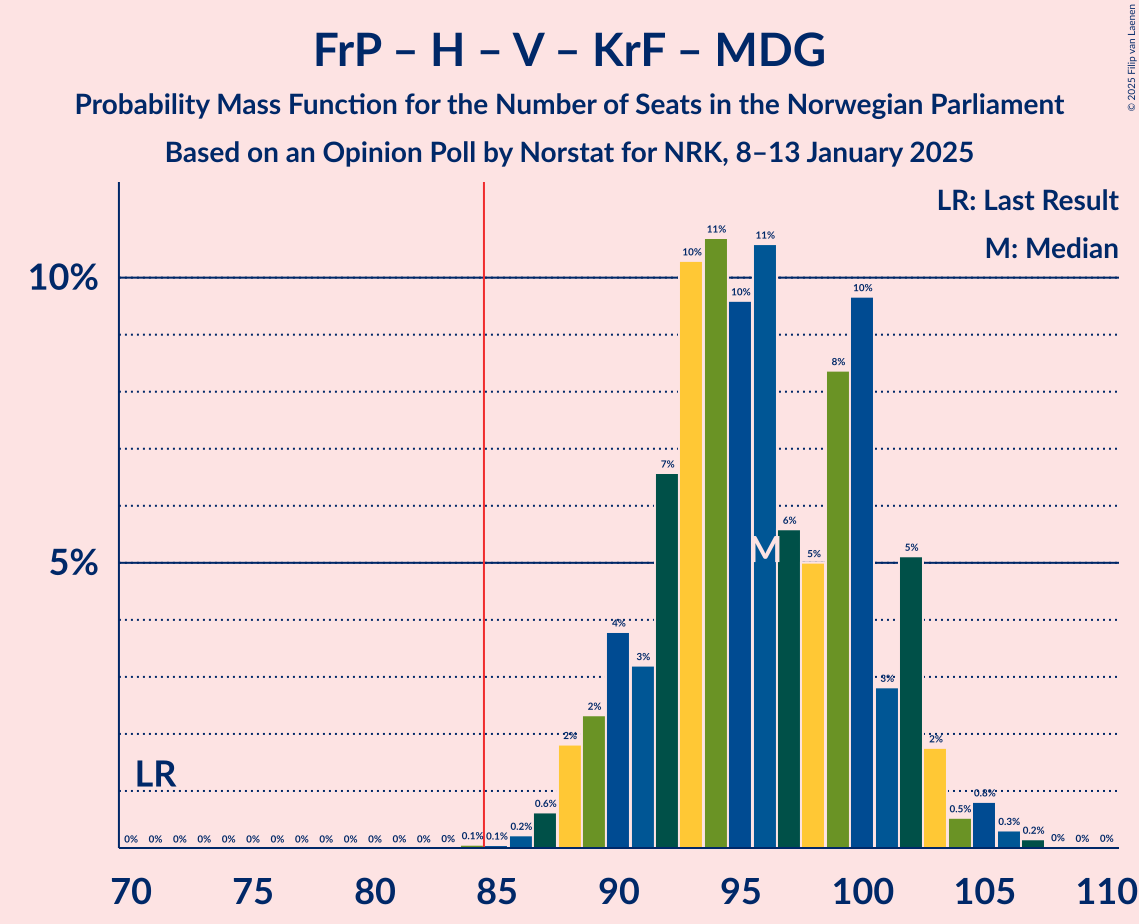 FrP – H – V – KrF – MDG
Probability Mass Function for the Number of Seats in the Norwegian Parliament
Based on an Opinion Poll by Norstat for NRK, 8–13 January 2025
© 2025 Filip van Laenen
LR: Last Result
M: Median
10%
5%
LR
M
0% 0% 0% 0% 0% 0% 0% 0% 0% 0% 0% 0% 0% 0% 0.1% 0.1% 0.2% 0.6% 2% 2% 4% 3% 7% 10% 11% 10% 11% 6% 5% 8% 10% 3% 5% 2% 0.5% 0.8% 0.3% 0.2% 0% 0% 0%
70 75 80 85 90 95 100 105 110